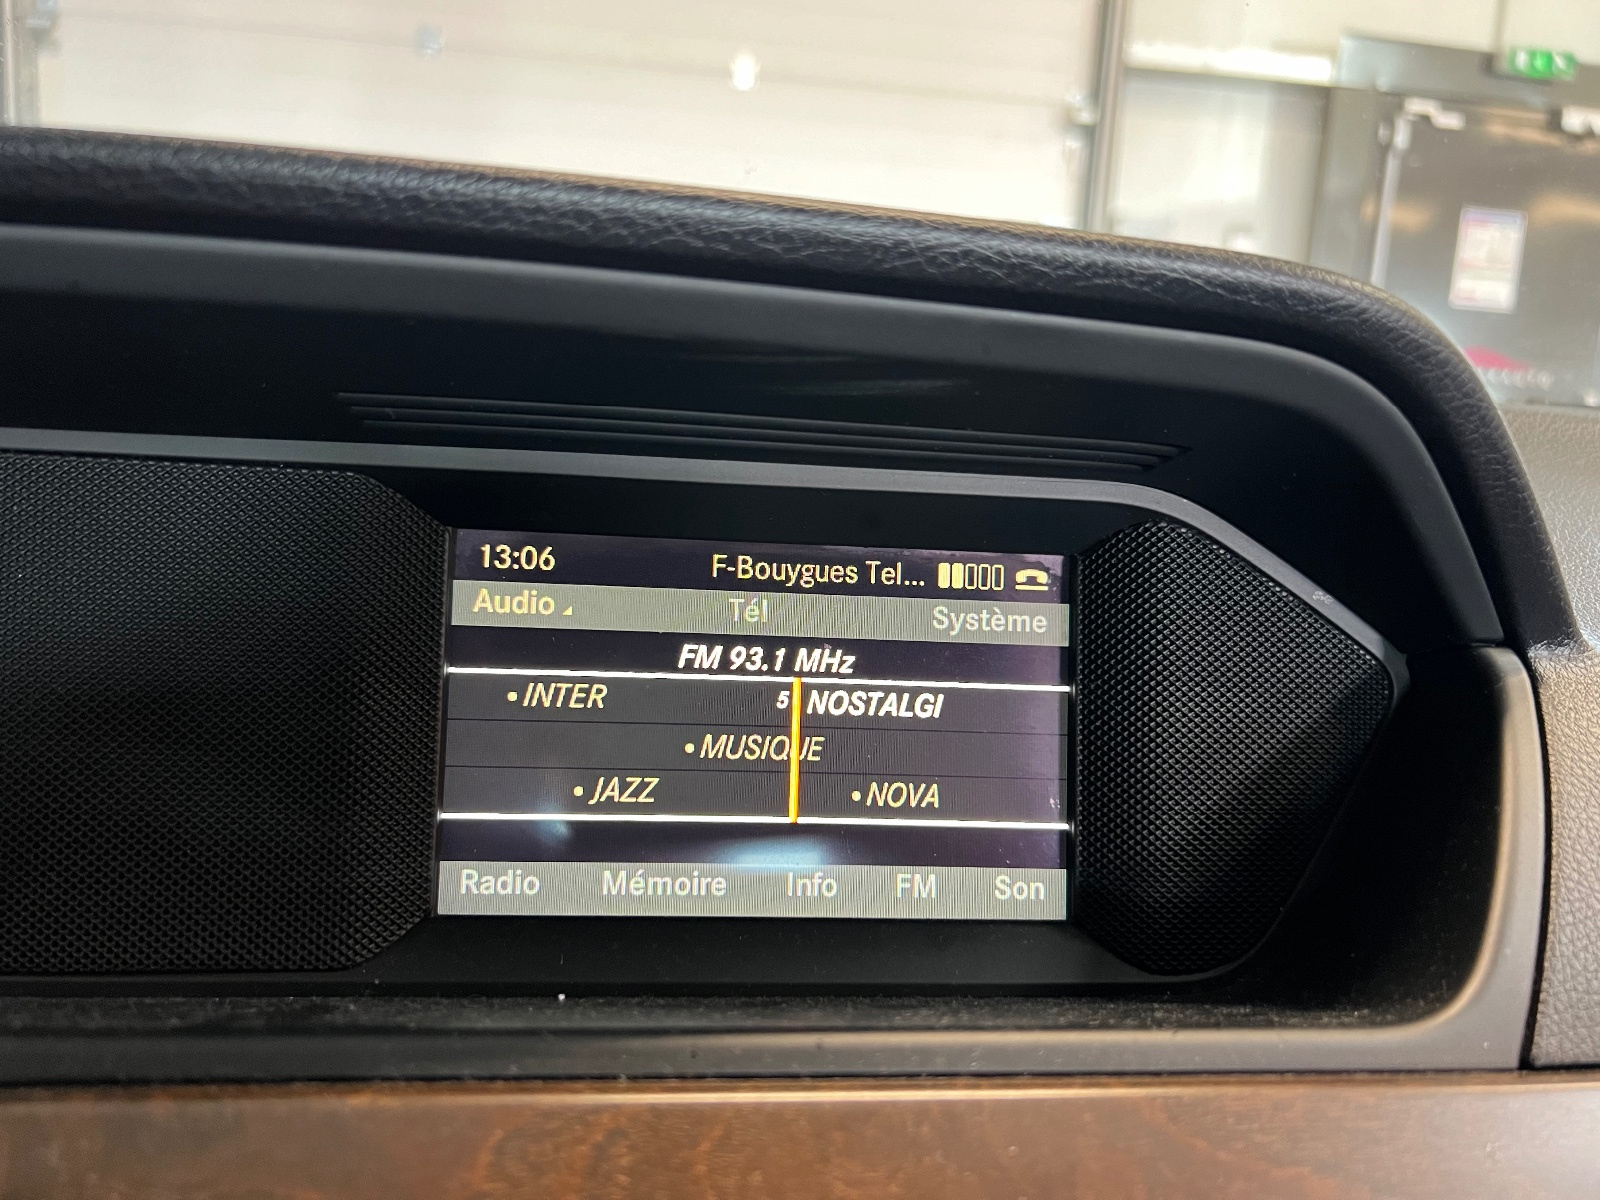 13:06 F-Bouygues Tel...
Audio Tél Système
FM 93.1 MHz
• INTER 5 NOSTALGI
• MUSIQUE
• JAZZ • NOVA
Radio Mémoire Info FM Son